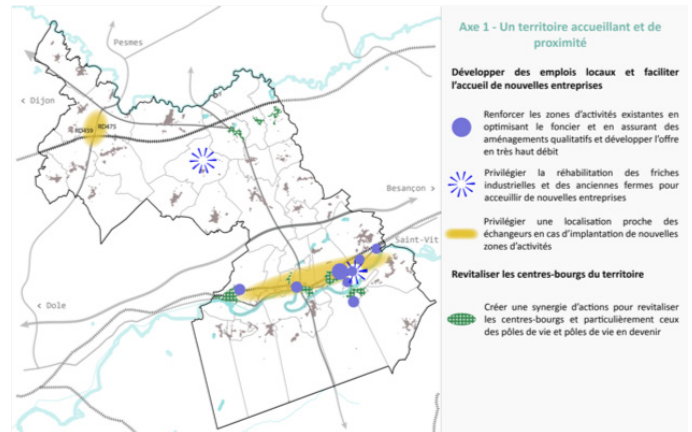 Pesmes
< Dijon
RD459
RD475
Besançon >
Saint-Vit
< Dole
Axe 1 - Un territoire accueillant et de
proximité
Développer des emplois locaux et faciliter
l'accueil de nouvelles entreprises
Renforcer les zones d'activités existantes en
optimisant le foncier et en assurant des
aménagements qualitatifs et développer l'offre
en très haut débit
Privilégier la réhabilitation des friches
industrielles et des anciennes fermes pour
acceuillir de nouvelles entreprises
Privilégier une localisation proche des
échangeurs en cas d'implantation de nouvelles
zones d'activités
Revitaliser les centres-bourgs du territoire
Créer une synergie d'actions pour revitaliser
les centres-bourgs et particulièrement ceux
des pôles de vie et pôles de vie en devenir